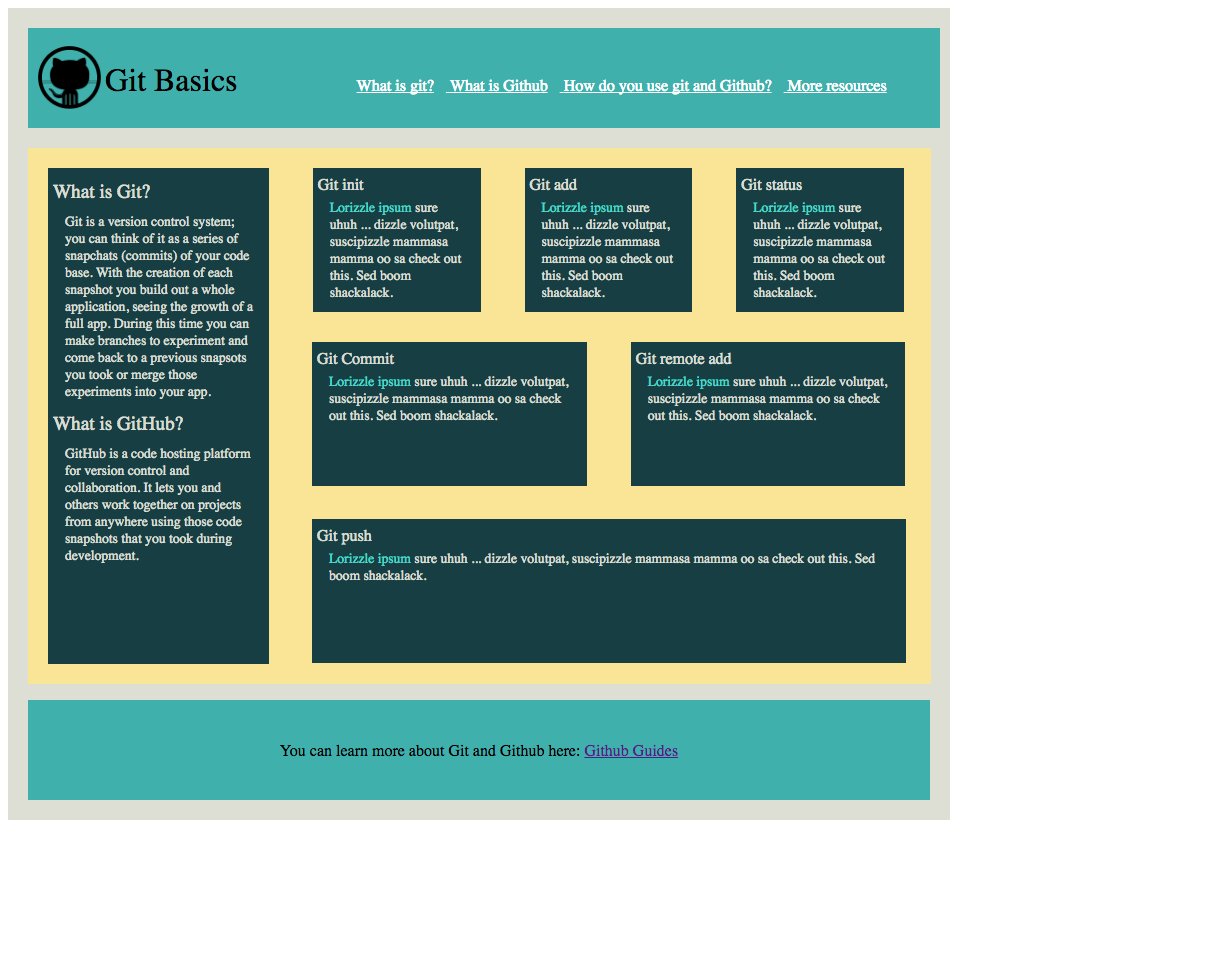 Git Basics
What is git? What is Github How do you use git and Github? More resources
What is Git?
Git is a version control system;
you can think of it as a series of
snapchats (commits) of your code
base. With the creation of each
snapshot you build out a whole
application, seeing the growth of a
full app. During this time you can
make branches to experiment and
come back to a previous snapsots
you took or merge those
experiments into your app.
What is GitHub?
GitHub is a code hosting platform
for version control and
collaboration. It lets you and
others work together on projects
from anywhere using those code
snapshots that you took during
development.
Git init
Lorizzle ipsum sure
uhuh ... dizzle volutpat,
suscipizzle mammasa
mamma oo sa check out
this. Sed boom
shackalack.
Git add
Lorizzle ipsum sure
uhuh ... dizzle volutpat,
suscipizzle mammasa
mamma oo sa check out
this. Sed boom
shackalack.
Git status
Lorizzle ipsum sure
uhuh ... dizzle volutpat,
suscipizzle mammasa
mamma oo sa check out
this. Sed boom
shackalack.
Git Commit
Lorizzle ipsum sure uhuh ... dizzle volutpat,
suscipizzle mammasa mamma oo sa check
out this. Sed boom shackalack.
Git remote add
Lorizzle ipsum sure uhuh ... dizzle volutpat,
suscipizzle mammasa mamma oo sa check
out this. Sed boom shackalack.
Git push
Lorizzle ipsum sure uhuh ... dizzle volutpat, suscipizzle mammasa mamma oo sa check out this. Sed
boom shackalack.
You can learn more about Git and Github here: Github Guides